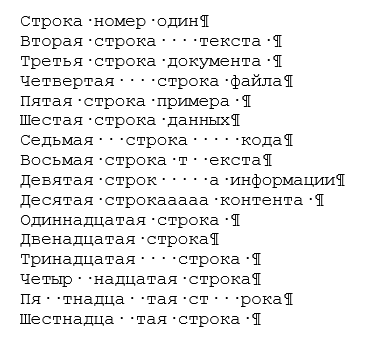 Строка·номер·один¶
Вторая·строка····текста·¶
Третья·строка·документа·¶
Четвертая····строка·файла¶
Пятая·строка·примера·¶
Шестая·строка·данных¶
Седьмая···строка·····кода¶
Восьмая·строка·т··екста¶
Девятая·строк·····а·информации¶
Десятая·строкааааа·контента·¶
Одиннадцатая·строка·¶
Двенадцатая·строка¶
Тринадцатая····строка·¶
Четыр··надцатая·строка¶
Пя··тнадца··тая·ст···рока¶
Шестнадца··тая·строка·¶